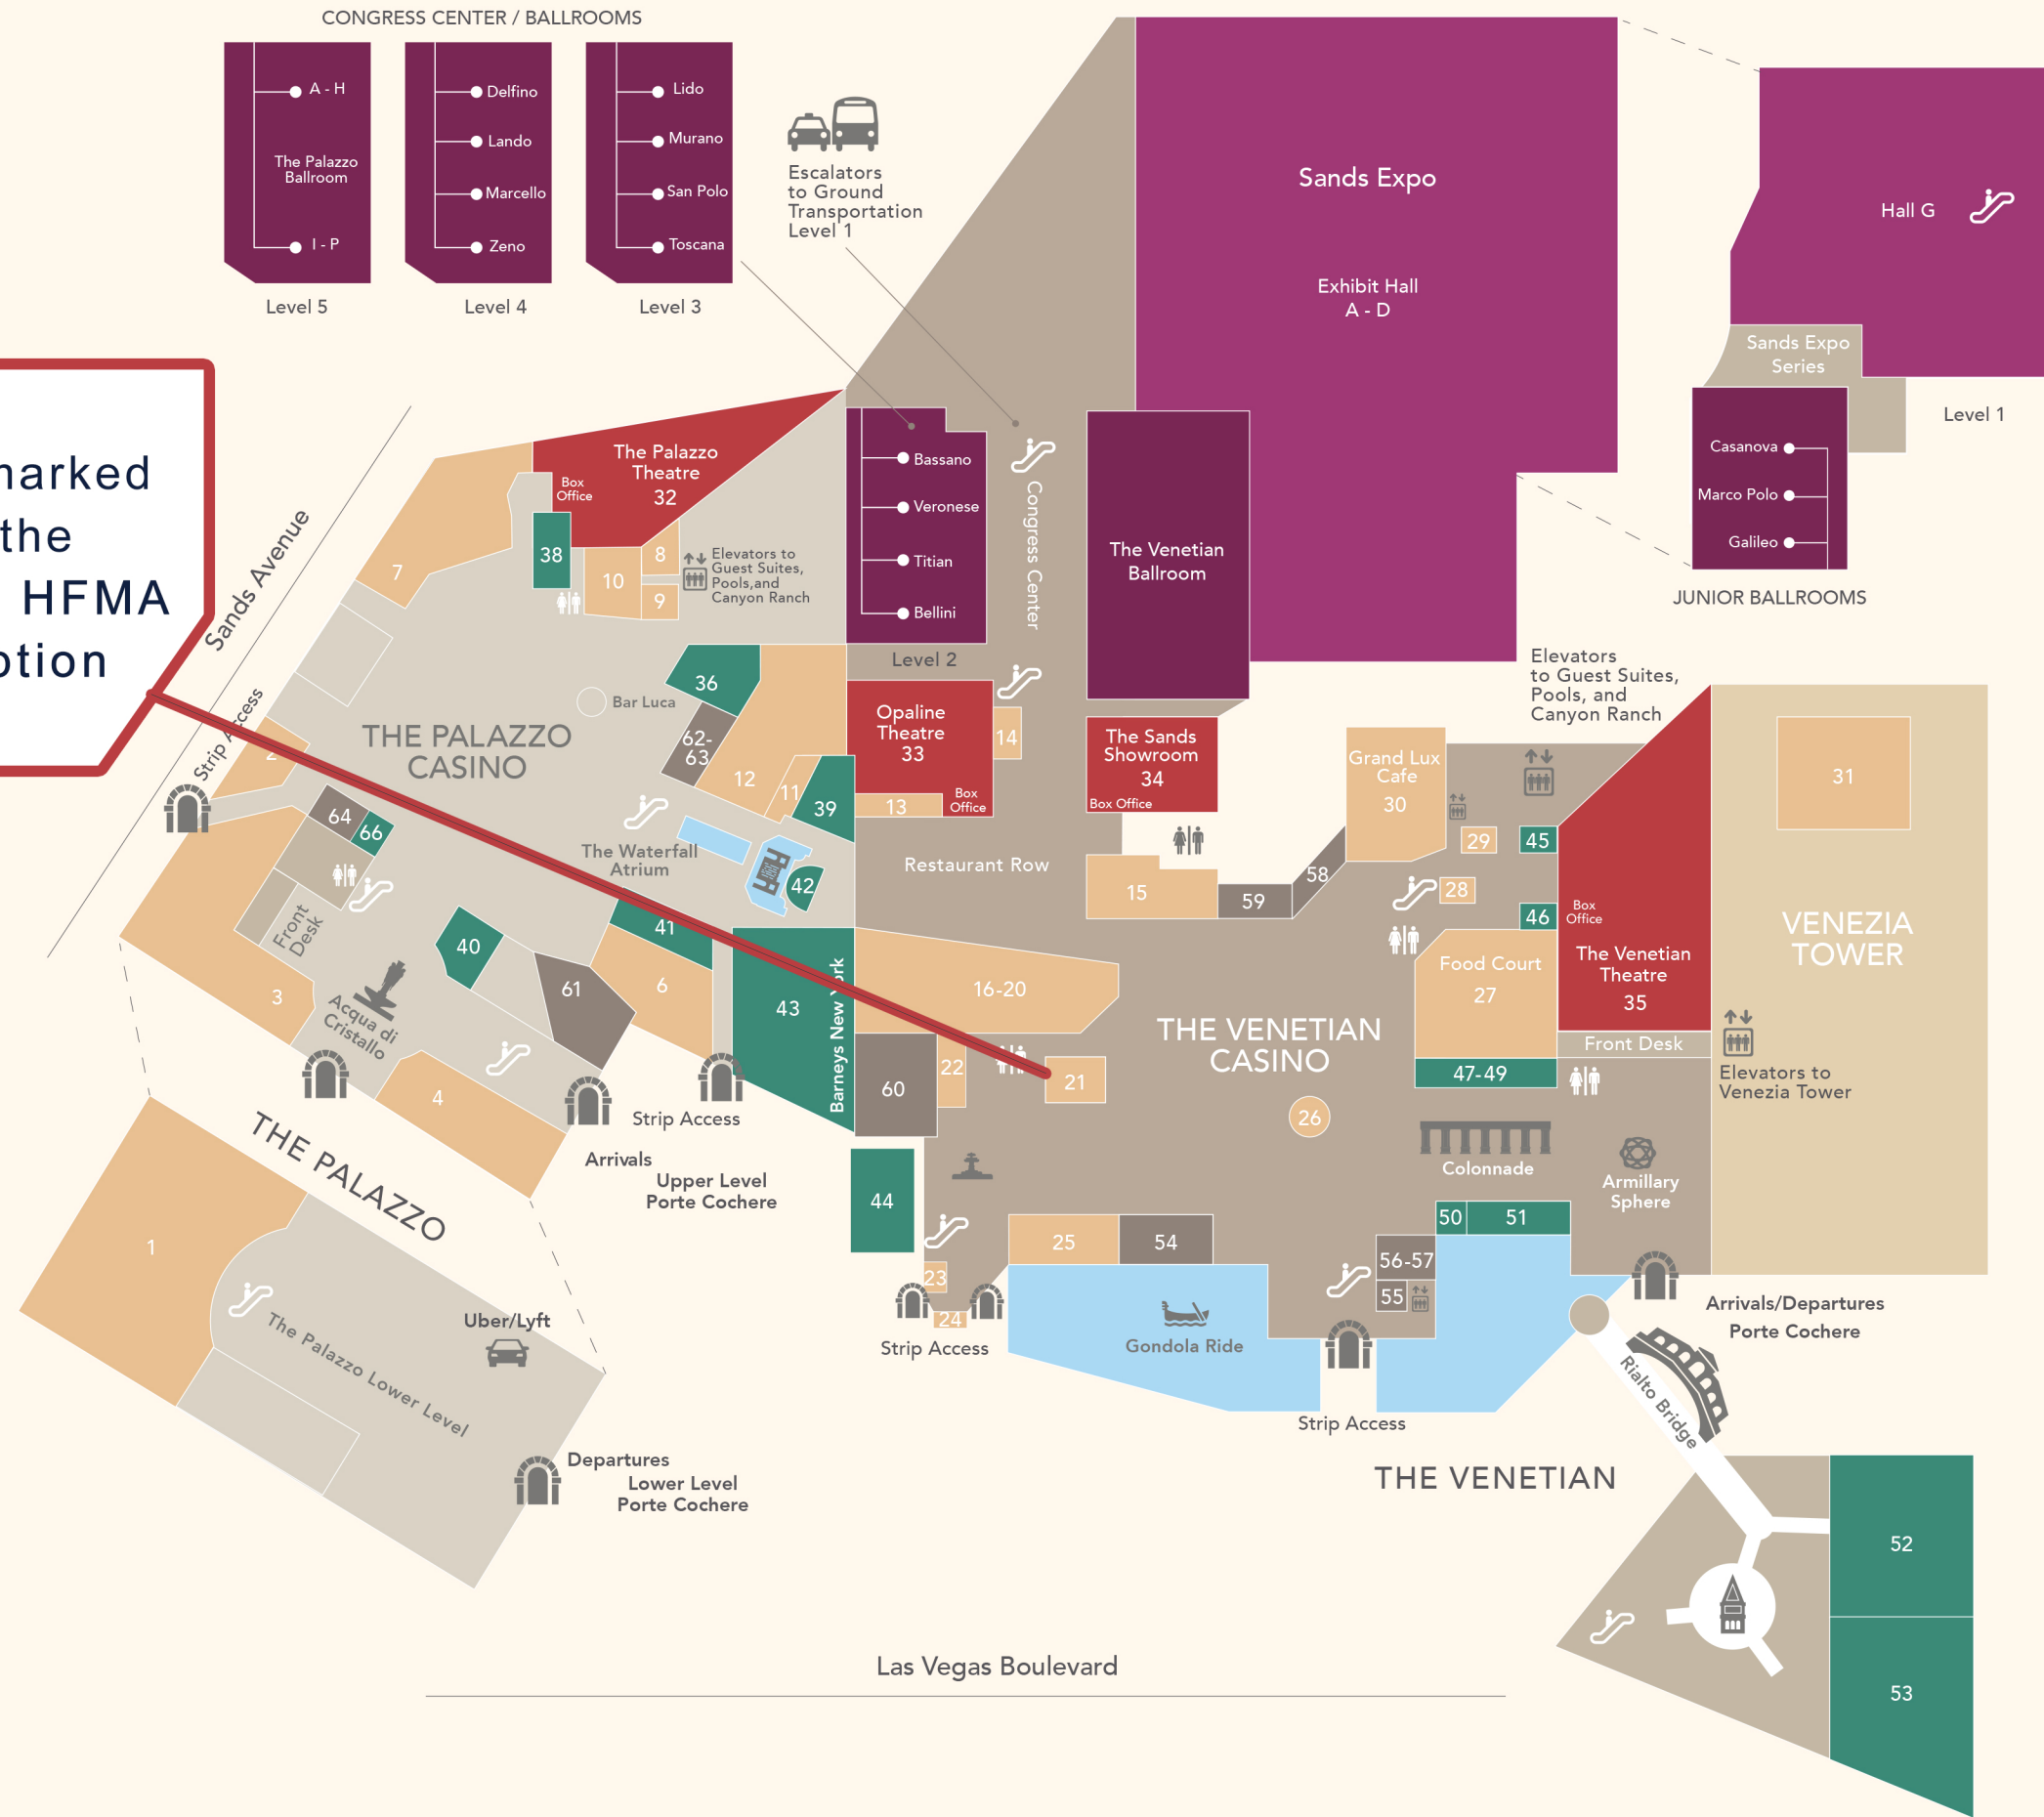 CONGRESS CENTER / BALLROOMS
A - H
The Palazzo
Ballroom
I - P
Level 5
Delfino
Lando
Marcello
Zeno
Level 4
Lido
Murano
San Polo
Toscana
Level 3
Escalators
to Ground
Transportation
Level 1
Sands Expo
Exhibit Hall
A - D
Hall G
Sands Expo
Series
Level 1
Casanova
Marco Polo
Galileo
JUNIOR BALLROOMS
the
HFMA
Sands Avenue
Strip Access
The Palazzo
Theatre
32
Box
Office
38
7
10
8
9
Elevators to
Guest Suites,
Pools,and
Canyon Ranch
Bassano
Veronese
Titian
Bellini
Level 2
Congress Center
The Venetian
Ballroom
36
Bar Luca
THE PALAZZO
CASINO
62-
63
12
11
39
Opaline
Theatre
33
14
13
Box
Office
The Sands
Showroom
34
Box Office
Elevators
to Guest Suites,
Pools, and
Canyon Ranch
Grand Lux
Cafe
30
31
2
64
66
The Waterfall
Atrium
42
Restaurant Row
15
59
58
29
45
28
46
Box
Office
Front
Desk
40
41
3
Acqua di
Cristallo
61
6
43
Barneys New York
16-20
Food Court
27
The Venetian
Theatre
35
VENEZIA
TOWER
THE VENETIAN
CASINO
Front Desk
4
60
22
21
26
47-49
Elevators to
Venezia Tower
Strip Access
Arrivals
Upper Level
Porte Cochere
THE PALAZZO
44
Colonnade
Armillary
Sphere
50
51
1
25
54
56-57
55
23
24
Strip Access
Gondola Ride
Strip Access
Arrivals/Departures
Porte Cochere
Rialto Bridge
Uber/Lyft
The Palazzo Lower Level
Departures
Lower Level
Porte Cochere
THE VENETIAN
52
53
Las Vegas Boulevard